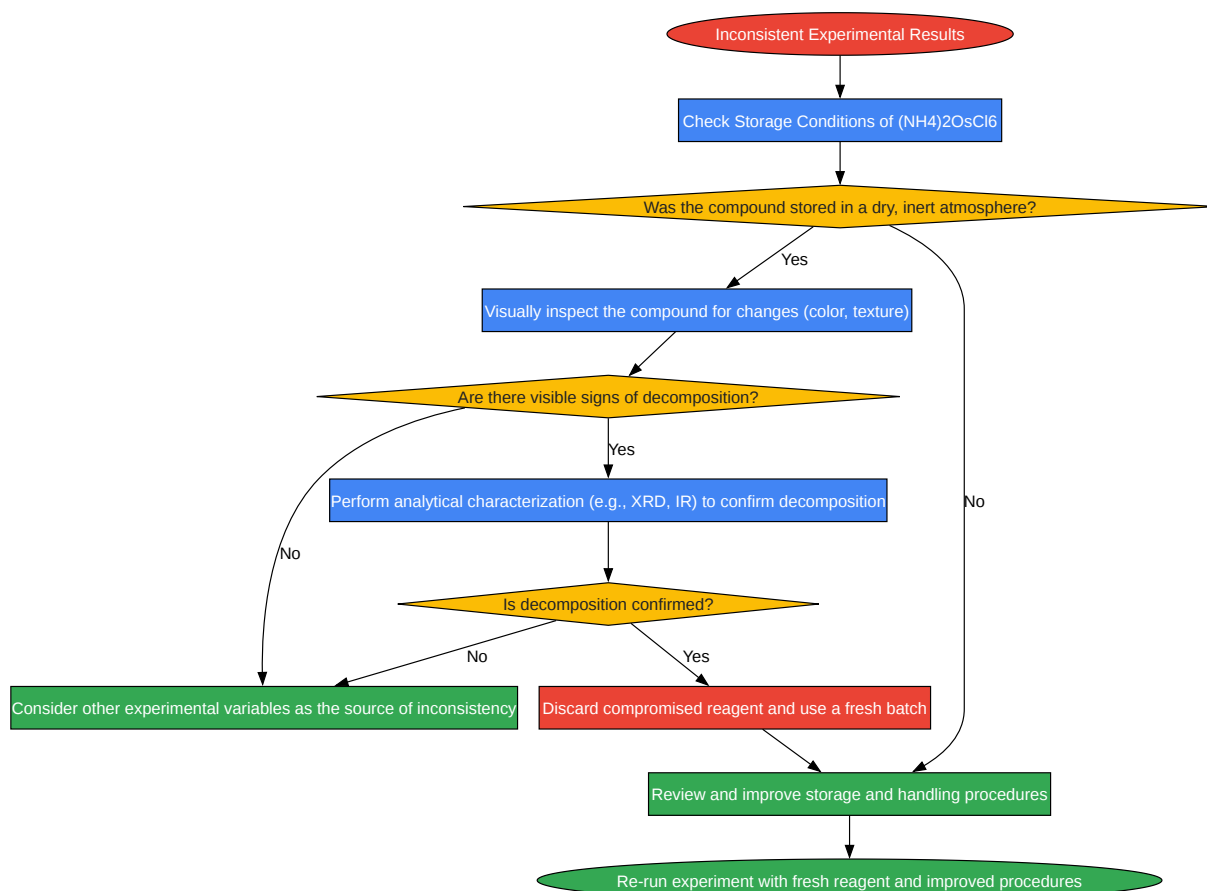 Inconsistent Experimental Results
Check Storage Conditions of (NH4)2OsCl6
Was the compound stored in a dry, inert atmosphere?
Yes
Visually inspect the compound for changes (color, texture)
Are there visible signs of decomposition?
Yes
Perform analytical characterization (e.g., XRD, IR) to confirm decomposition
No
No
Is decomposition confirmed?
No
Yes
Consider other experimental variables as the source of inconsistency
Discard compromised reagent and use a fresh batch
Review and improve storage and handling procedures
Re-run experiment with fresh reagent and improved procedures